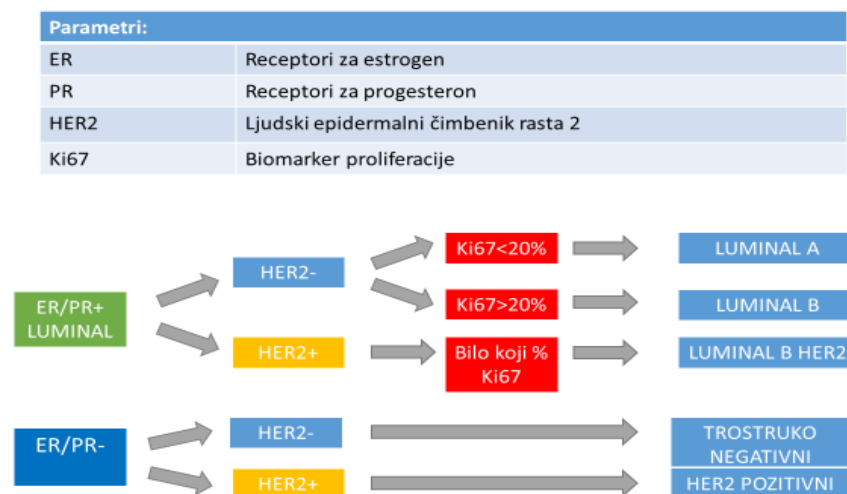 Parametri:
ER Receptori za estrogen
PR Receptori za progesteron
HER2 Ljudski epidermalni čimbenik rasta 2
Ki67 Biomarker proliferacije
ER/PR+
LUMINAL
HER2-
Ki67<20%
LUMINAL A
Ki67>20%
LUMINAL B
HER2+
Bilo koji %
Ki67
LUMINAL B HER2
ER/PR-
HER2-
TROSTRUKO
NEGATIVNI
HER2+
HER2 POZITIVNI